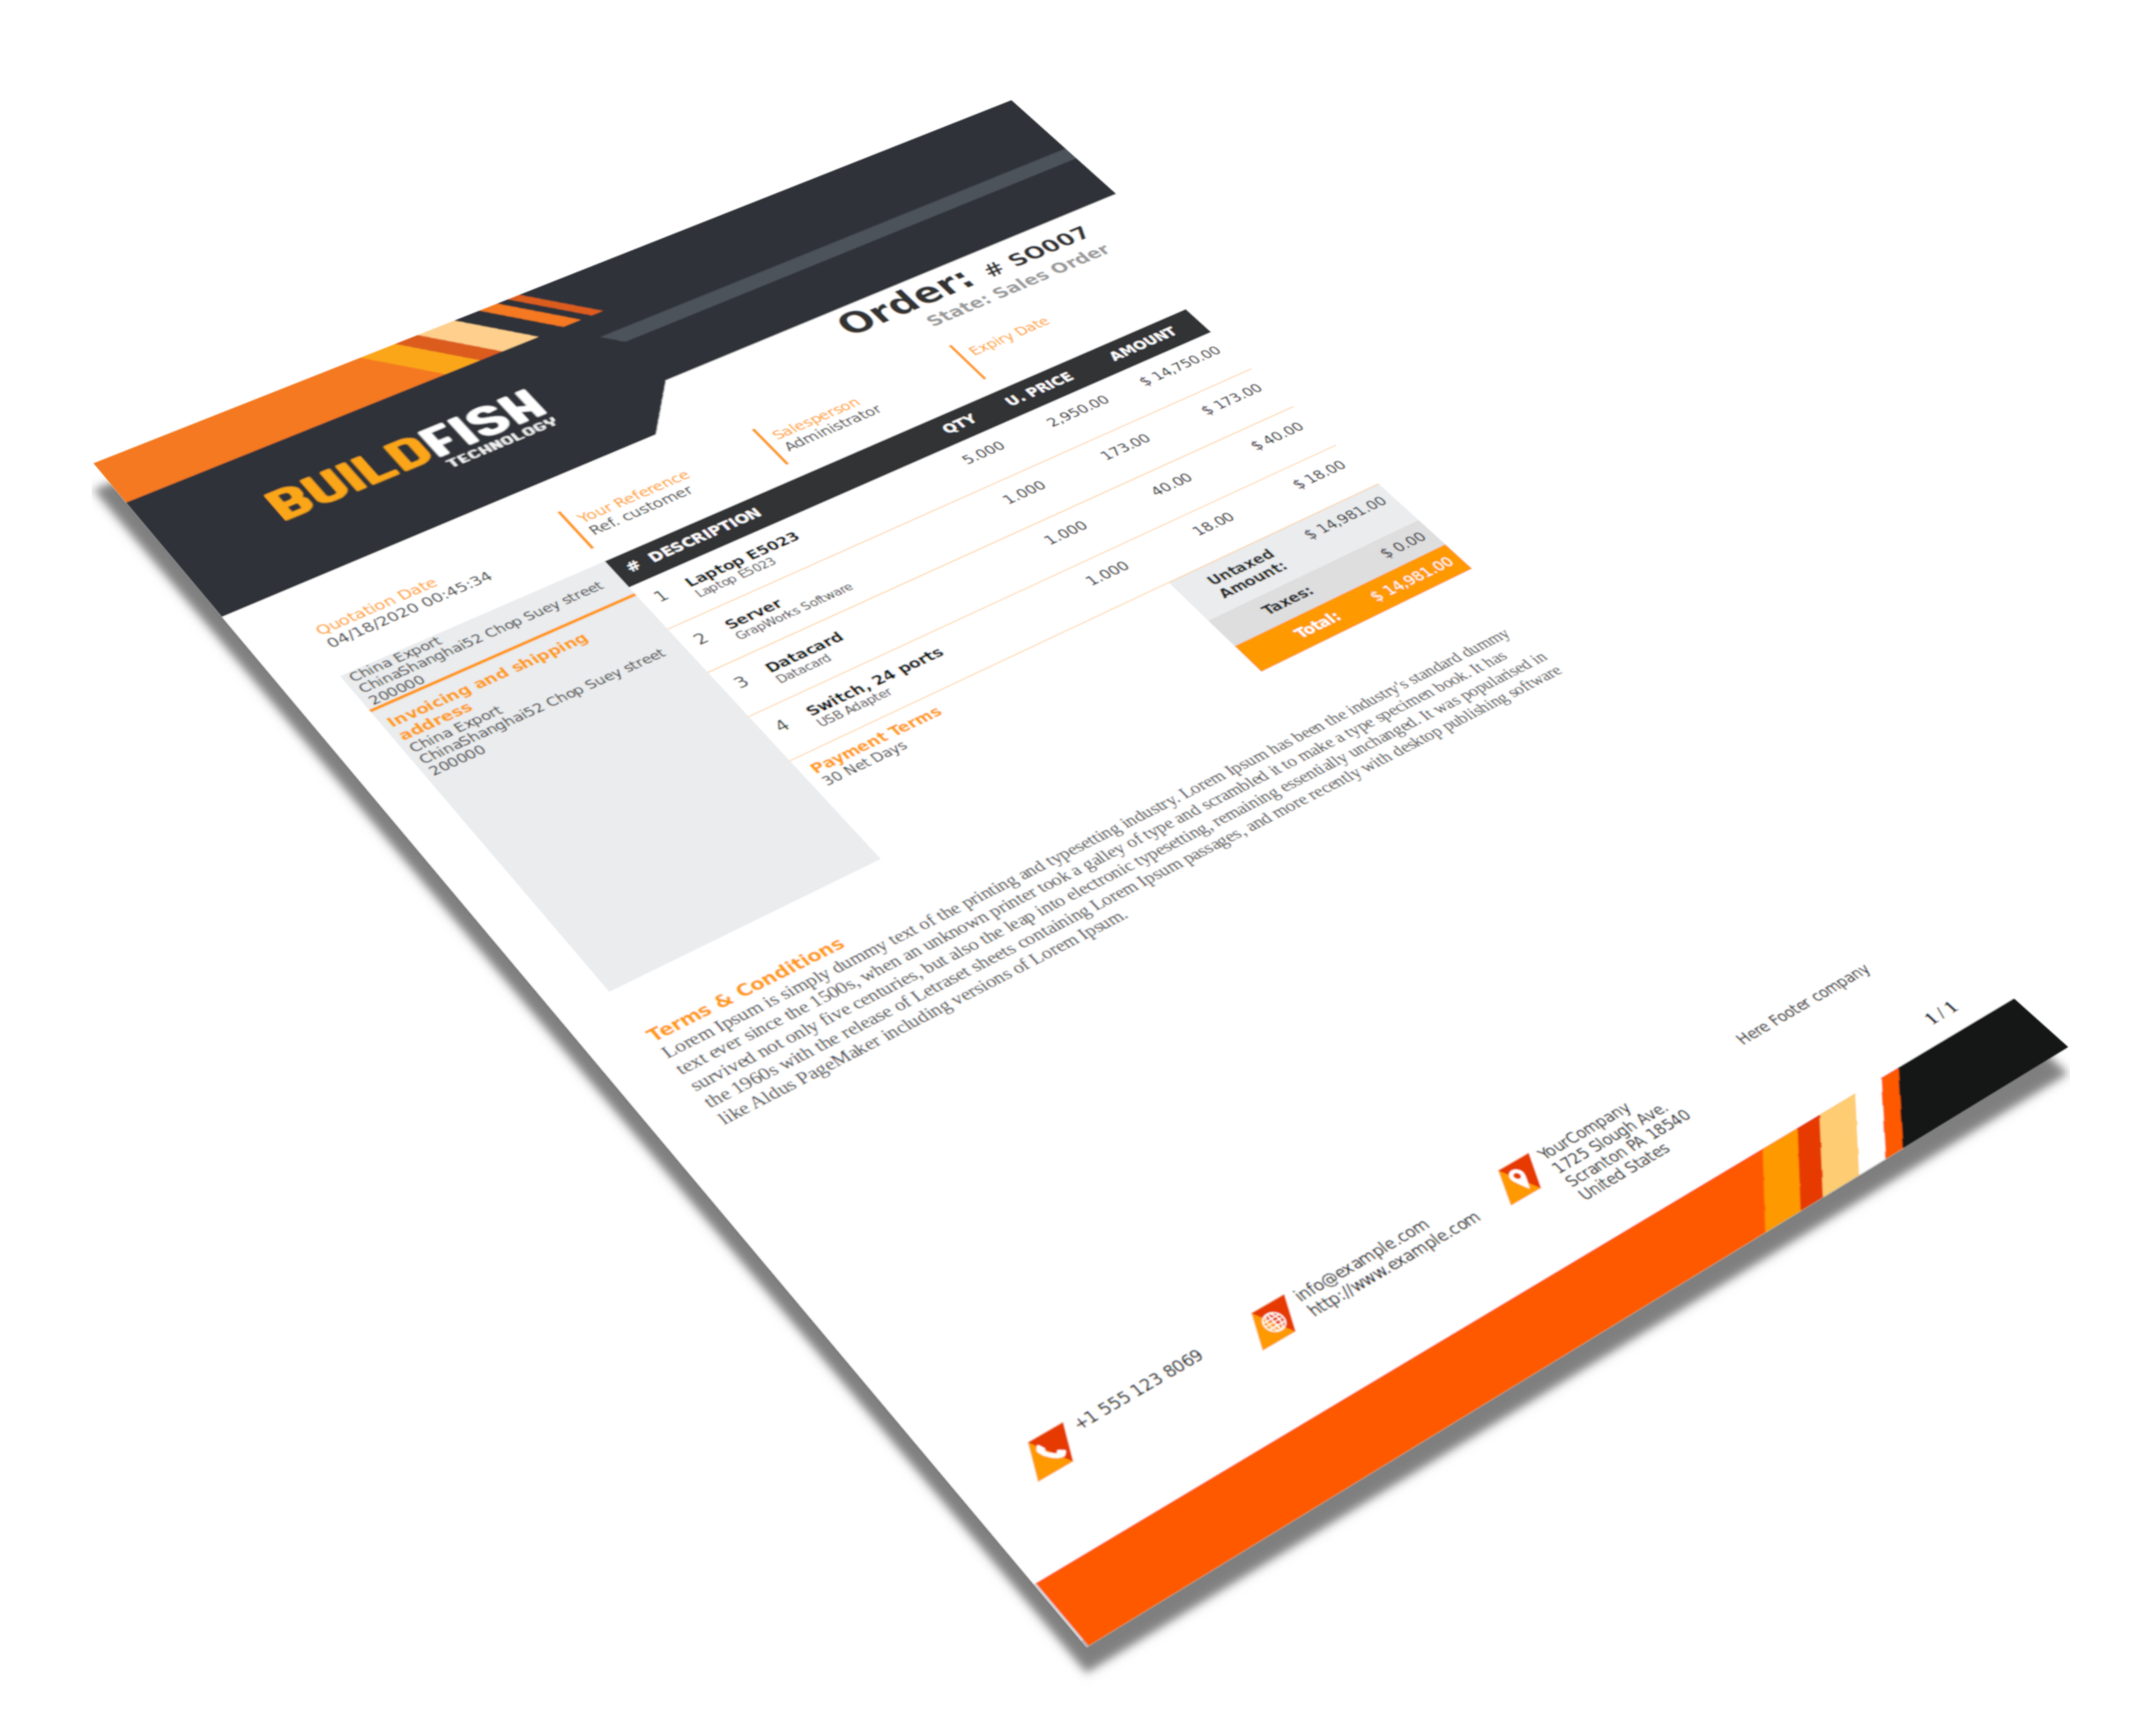 BUILDFISH
TECHNOLOGY
Order: # SO007
State: Sales Order
Quotation Date
04/18/2020 00:45:34
Your Reference
Ref. customer
Salesperson
Administrator
Expiry Date
China Export
ChinaShanghai52 Chop Suey street
200000
Invoicing and shipping
address
China Export
ChinaShanghai52 Chop Suey street
200000
# DESCRIPTION QTY U. PRICE AMOUNT
1 Laptop E5023 5.000 2,950.00 $ 14,750.00
Laptop E5023
2 Server 1.000 173.00 $ 173.00
GrapWorks Software
3 Datacard 1.000 40.00 $ 40.00
Datacard
4 Switch, 24 ports 1.000 18.00 $ 18.00
USB Adapter
Untaxed
Amount: $ 14,981.00
Taxes: $ 0.00
Total: $ 14,981.00
Payment Terms
30 Net Days
Terms & Conditions
Lorem Ipsum is simply dummy text of the printing and typesetting industry. Lorem Ipsum has been the industry's standard dummy
text ever since the 1500s, when an unknown printer took a galley of type and scrambled it to make a type specimen book. It has
survived not only five centuries, but also the leap into electronic typesetting, remaining essentially unchanged. It was popularised in
the 1960s with the release of Letraset sheets containing Lorem Ipsum passages, and more recently with desktop publishing software
like Aldus PageMaker including versions of Lorem Ipsum.
+1 555 123 8069
info@example.com
http://www.example.com
YourCompany
1725 Slough Ave.
Scranton PA 18540
United States
Here Footer company
1 / 1